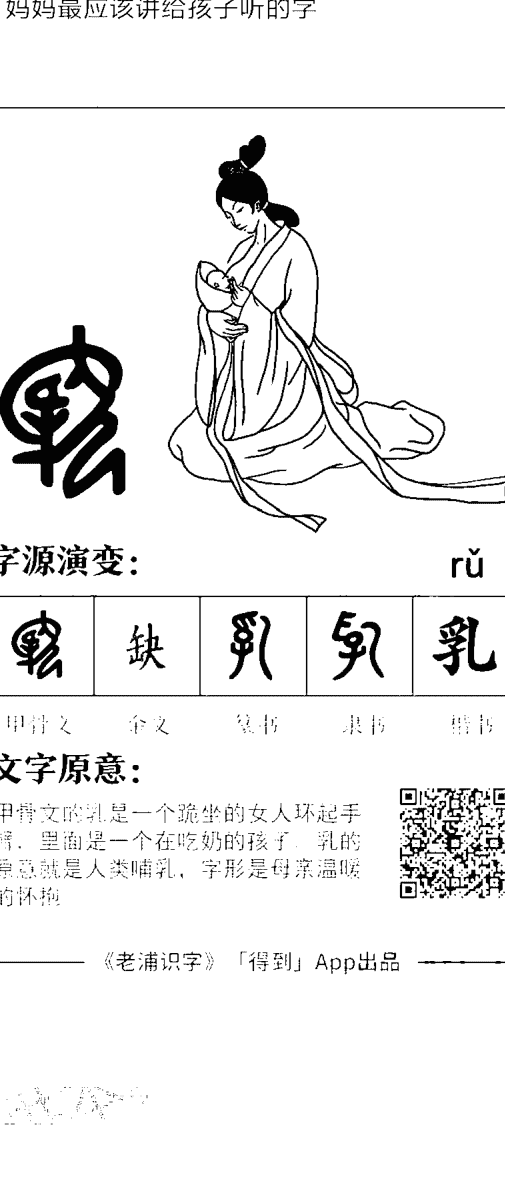 妈妈最应该讲给孩子听的字
字源演变：
rǔ
缺 乳
甲骨文 金文 篆书 隶书 楷书
文字原意：
甲骨文的乳是一个跪坐的女人环起手
臂，里面是一个在吃奶的孩子。乳的
原意就是人类哺乳，字形是母亲温暖
的怀抱
《老浦识字》「得到」App出品